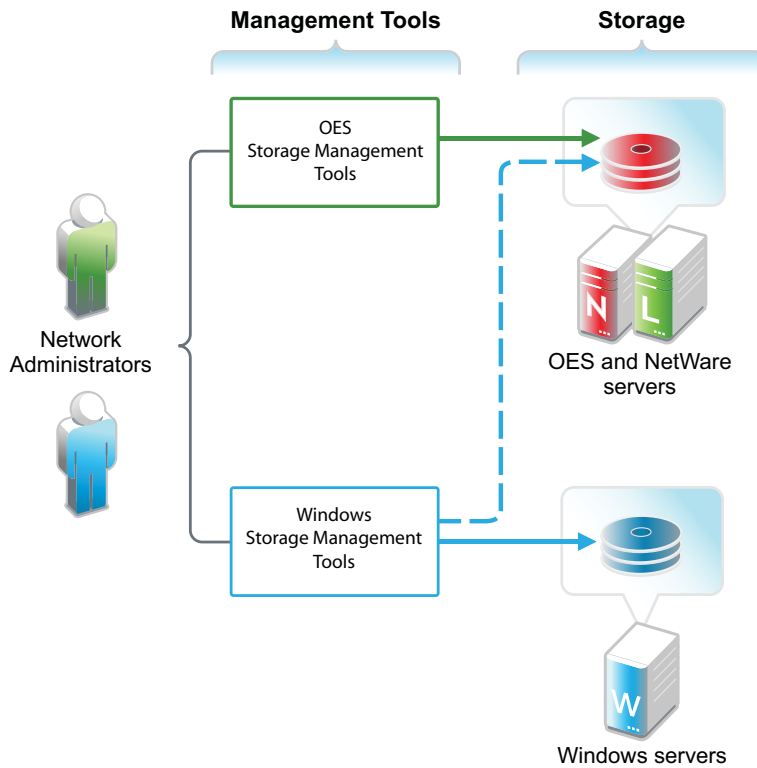 Management Tools
Storage
OES
Storage Management
Tools
Network
Administrators
N
L
OES and NetWare
servers
Windows
Storage Management
Tools
W
Windows servers